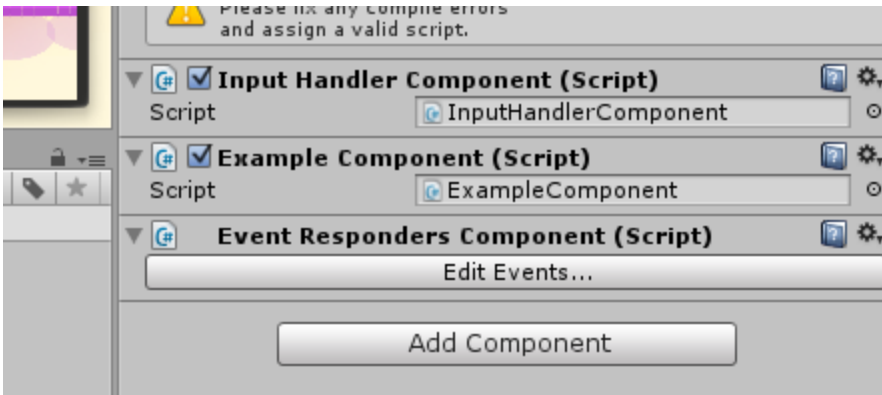 Please fix any compile errors
and assign a valid script.
Input Handler Component (Script)
Script InputHandlerComponent
Example Component (Script)
Script ExampleComponent
Event Responders Component (Script)
Edit Events...
Add Component